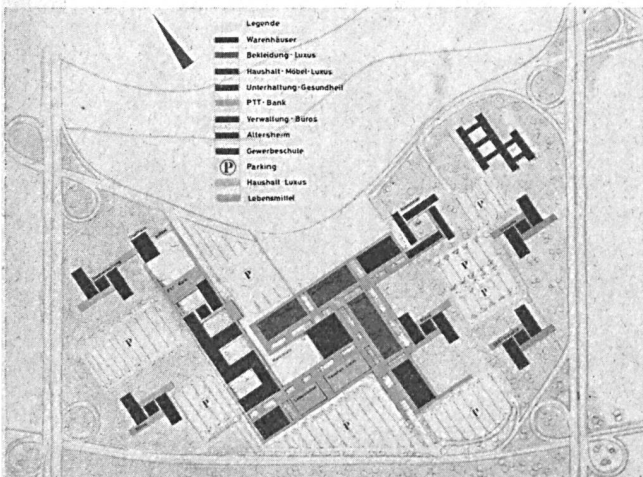 Legende
Warenhäuser
Bekleidung-Luxus
Haushalt-Möbel-Luxus
Unterhaltung-Gesundheit
PTT-Bank
Verwaltung-Büros
Altersheim
Gewerbeschule
P Parking
Haushalt Luxus
Lebensmittel
P
P
P
P
P
P
P
P
P